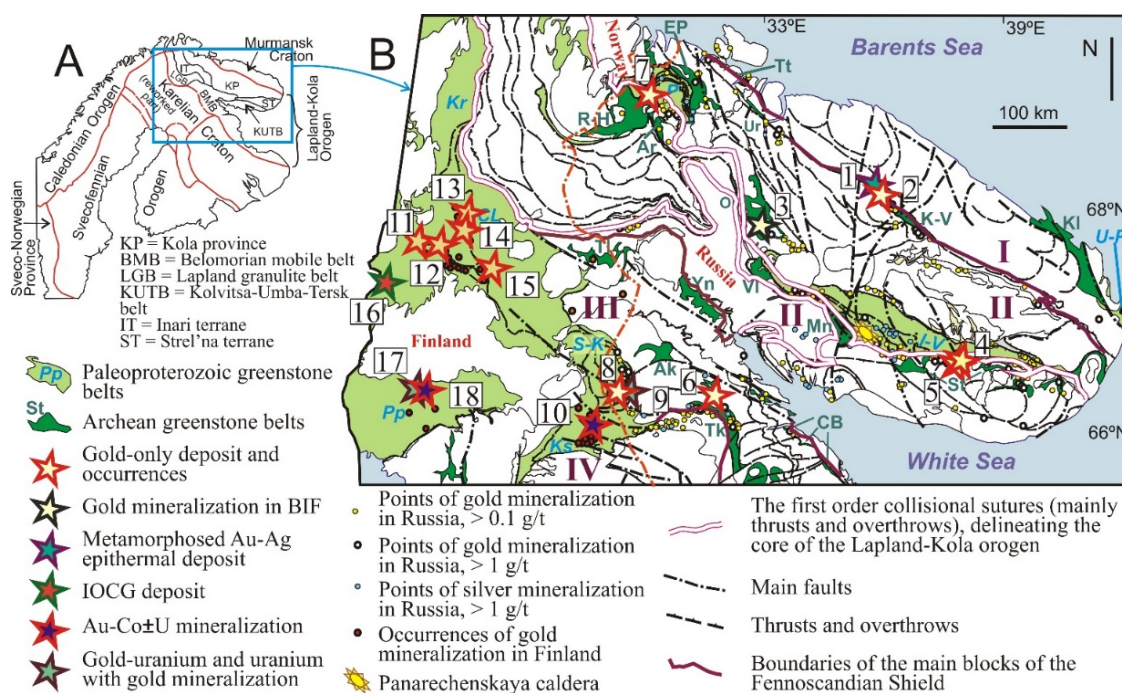 A
Murmansk
Craton
LGB
KP
Karelian
(reworked
part)
BMB
ST
KUTB
Craton
Lapland-Kola
Orogen
Caledonian Orogen
Svecofennian
Orogen
Sveco-Norwegian
Province
KP = Kola province
BMB = Belomorian mobile belt
LGB = Lapland granulite belt
KUTB = Kolvitsa-Umba-Tersk
belt
IT = Inari terrane
ST = Strel'na terrane
B
33ºE
39ºE
N
Barents Sea
100 km
68ºN
66ºN
White Sea
Norway
Russia
Finland
EP
Tt
Kr
7
P
R-H
Ar
Ur
1
2
3
K-V
Kl
U-P
I
13
CL
11
14
12
15
16
O
T
Yn
Vl
III
II
II
Mn
I-V
4
5
St
S-K
8
Ak
6
9
10
Tk
CB
Ks
IV
17
18
Pp
Pp
Paleoproterozoic greenstone
belts
St
Archean greenstone belts
Gold-only deposit and
occurrences
Gold mineralization in BIF
Metamorphosed Au-Ag
epithermal deposit
IOCG deposit
Au-Co±U mineralization
Gold-uranium and uranium
with gold mineralization
Points of gold mineralization
in Russia, > 0.1 g/t
Points of gold mineralization
in Russia, > 1 g/t
Points of silver mineralization
in Russia, > 1 g/t
Occurrences of gold
mineralization in Finland
Panarechenskaya caldera
The first order collisional sutures (mainly
thrusts and overthrows), delineating the
core of the Lapland-Kola orogen
Main faults
Thrusts and overthrows
Boundaries of the main blocks of the
Fennoscandian Shield